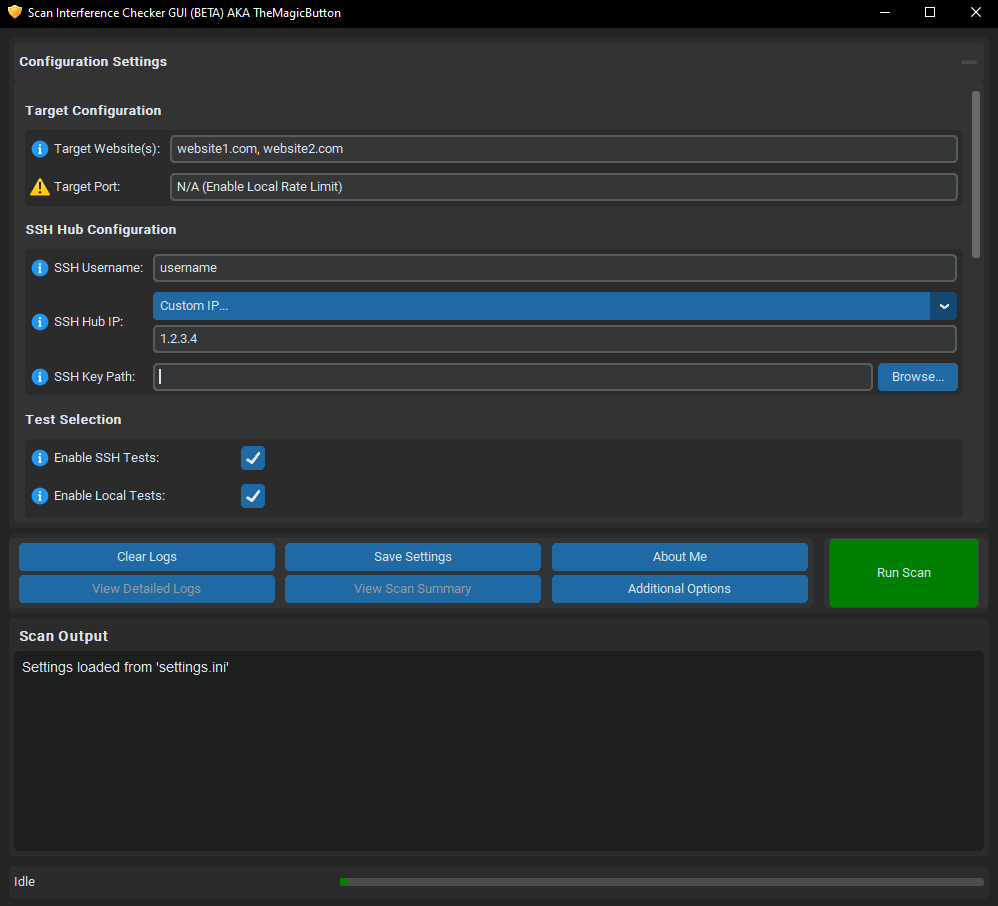 Scan Interference Checker GUI (BETA) AKA TheMagicButton
Configuration Settings
Target Configuration
Target Website(s): website1.com, website2.com
Target Port: N/A (Enable Local Rate Limit)
SSH Hub Configuration
SSH Username: username
Custom IP...
SSH Hub IP:
1.2.3.4
SSH Key Path: Browse...
Test Selection
Enable SSH Tests:
Enable Local Tests:
Clear Logs Save Settings About Me
Run Scan
View Detailed Logs View Scan Summary Additional Options
Scan Output
Settings loaded from 'settings.ini'
Idle